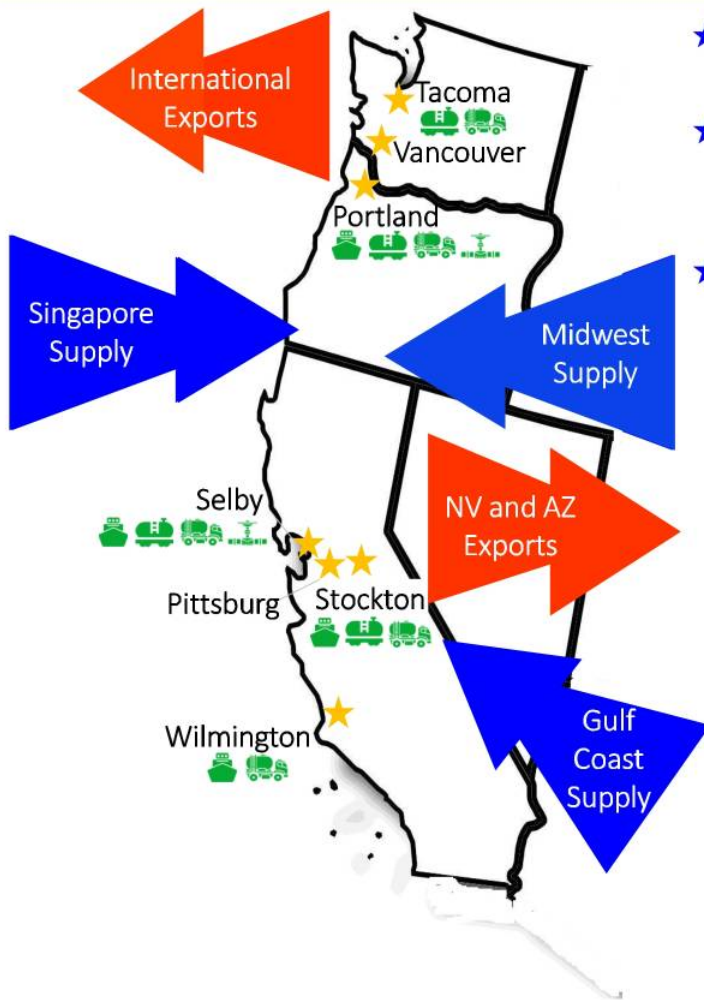 International
Exports
Tacoma
Vancouver
Portland
Singapore
Supply
Midwest
Supply
Selby
NV and AZ
Exports
Pittsburg
Stockton
Wilmington
Gulf
Coast
Supply